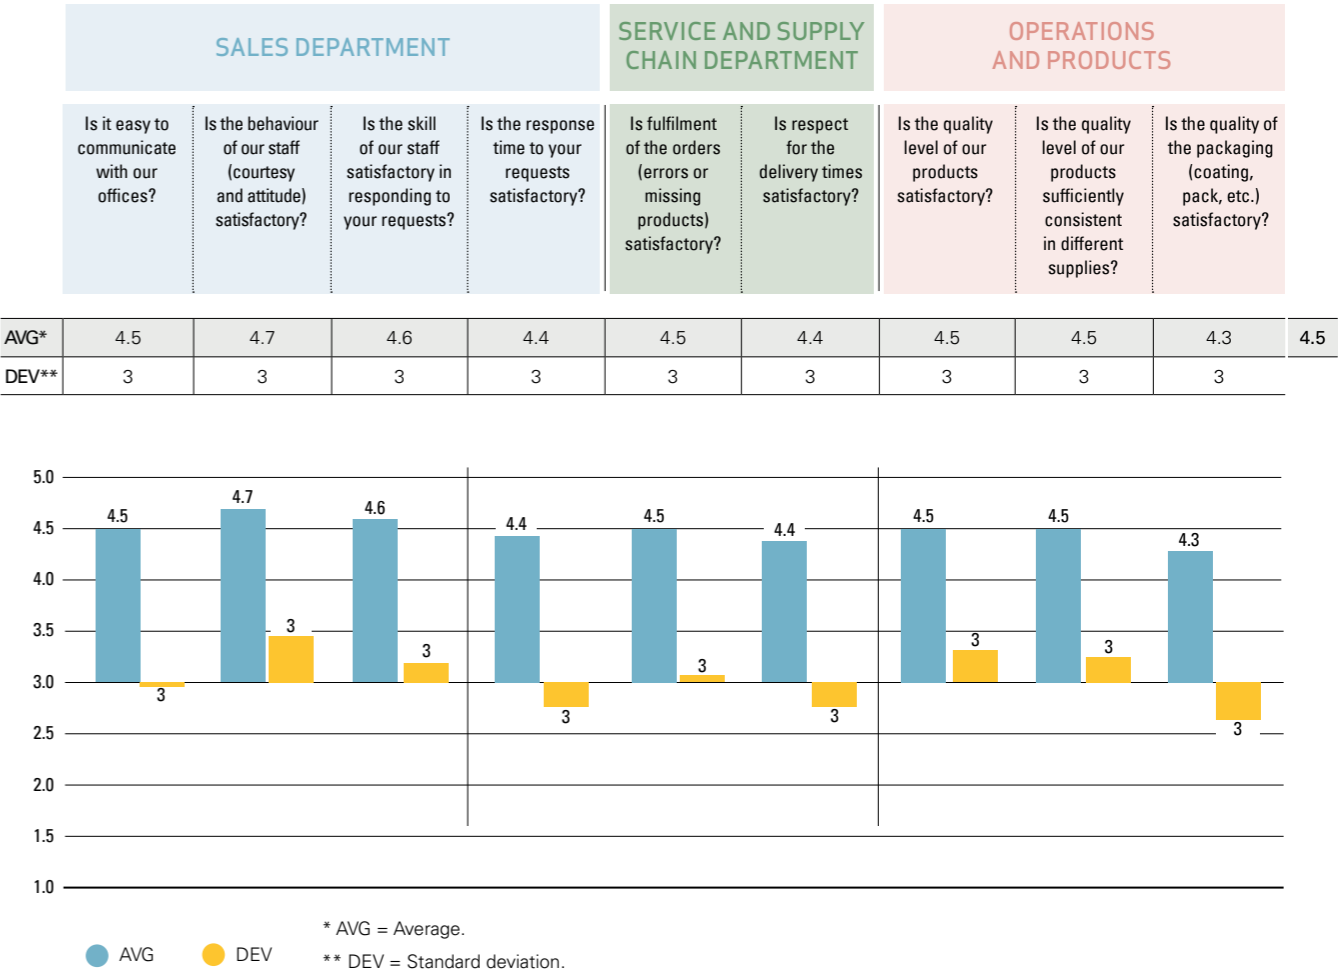 SALES DEPARTMENT
SERVICE AND SUPPLY
CHAIN DEPARTMENT
OPERATIONS
AND PRODUCTS
Is it easy to
communicate
with our
offices?
Is the behaviour
of our staff
(courtesy
and attitude)
satisfactory?
Is the skill
of our staff
satisfactory in
responding to
your requests?
Is the response
time to your
requests
satisfactory?
Is fulfilment
of the orders
(errors or
missing
products)
satisfactory?
Is respect
for the
delivery times
satisfactory?
Is the quality
level of our
products
satisfactory?
Is the quality
level of our
products
sufficiently
consistent
in different
supplies?
Is the quality of
the packaging
(coating,
pack, etc.)
satisfactory?
AVG* 4.5 4.7 4.6 4.4 4.5 4.4 4.5 4.5 4.3 4.5
DEV** 3 3 3 3 3 3 3 3 3
5.0
4.5
4.0
3.5
3.0
2.5
2.0
1.5
1.0
4.5
3
4.7
3
4.6
3
4.4
3
4.5
3
4.4
3
4.5
3
4.5
3
4.3
3
AVG
DEV
* AVG = Average.
** DEV = Standard deviation.